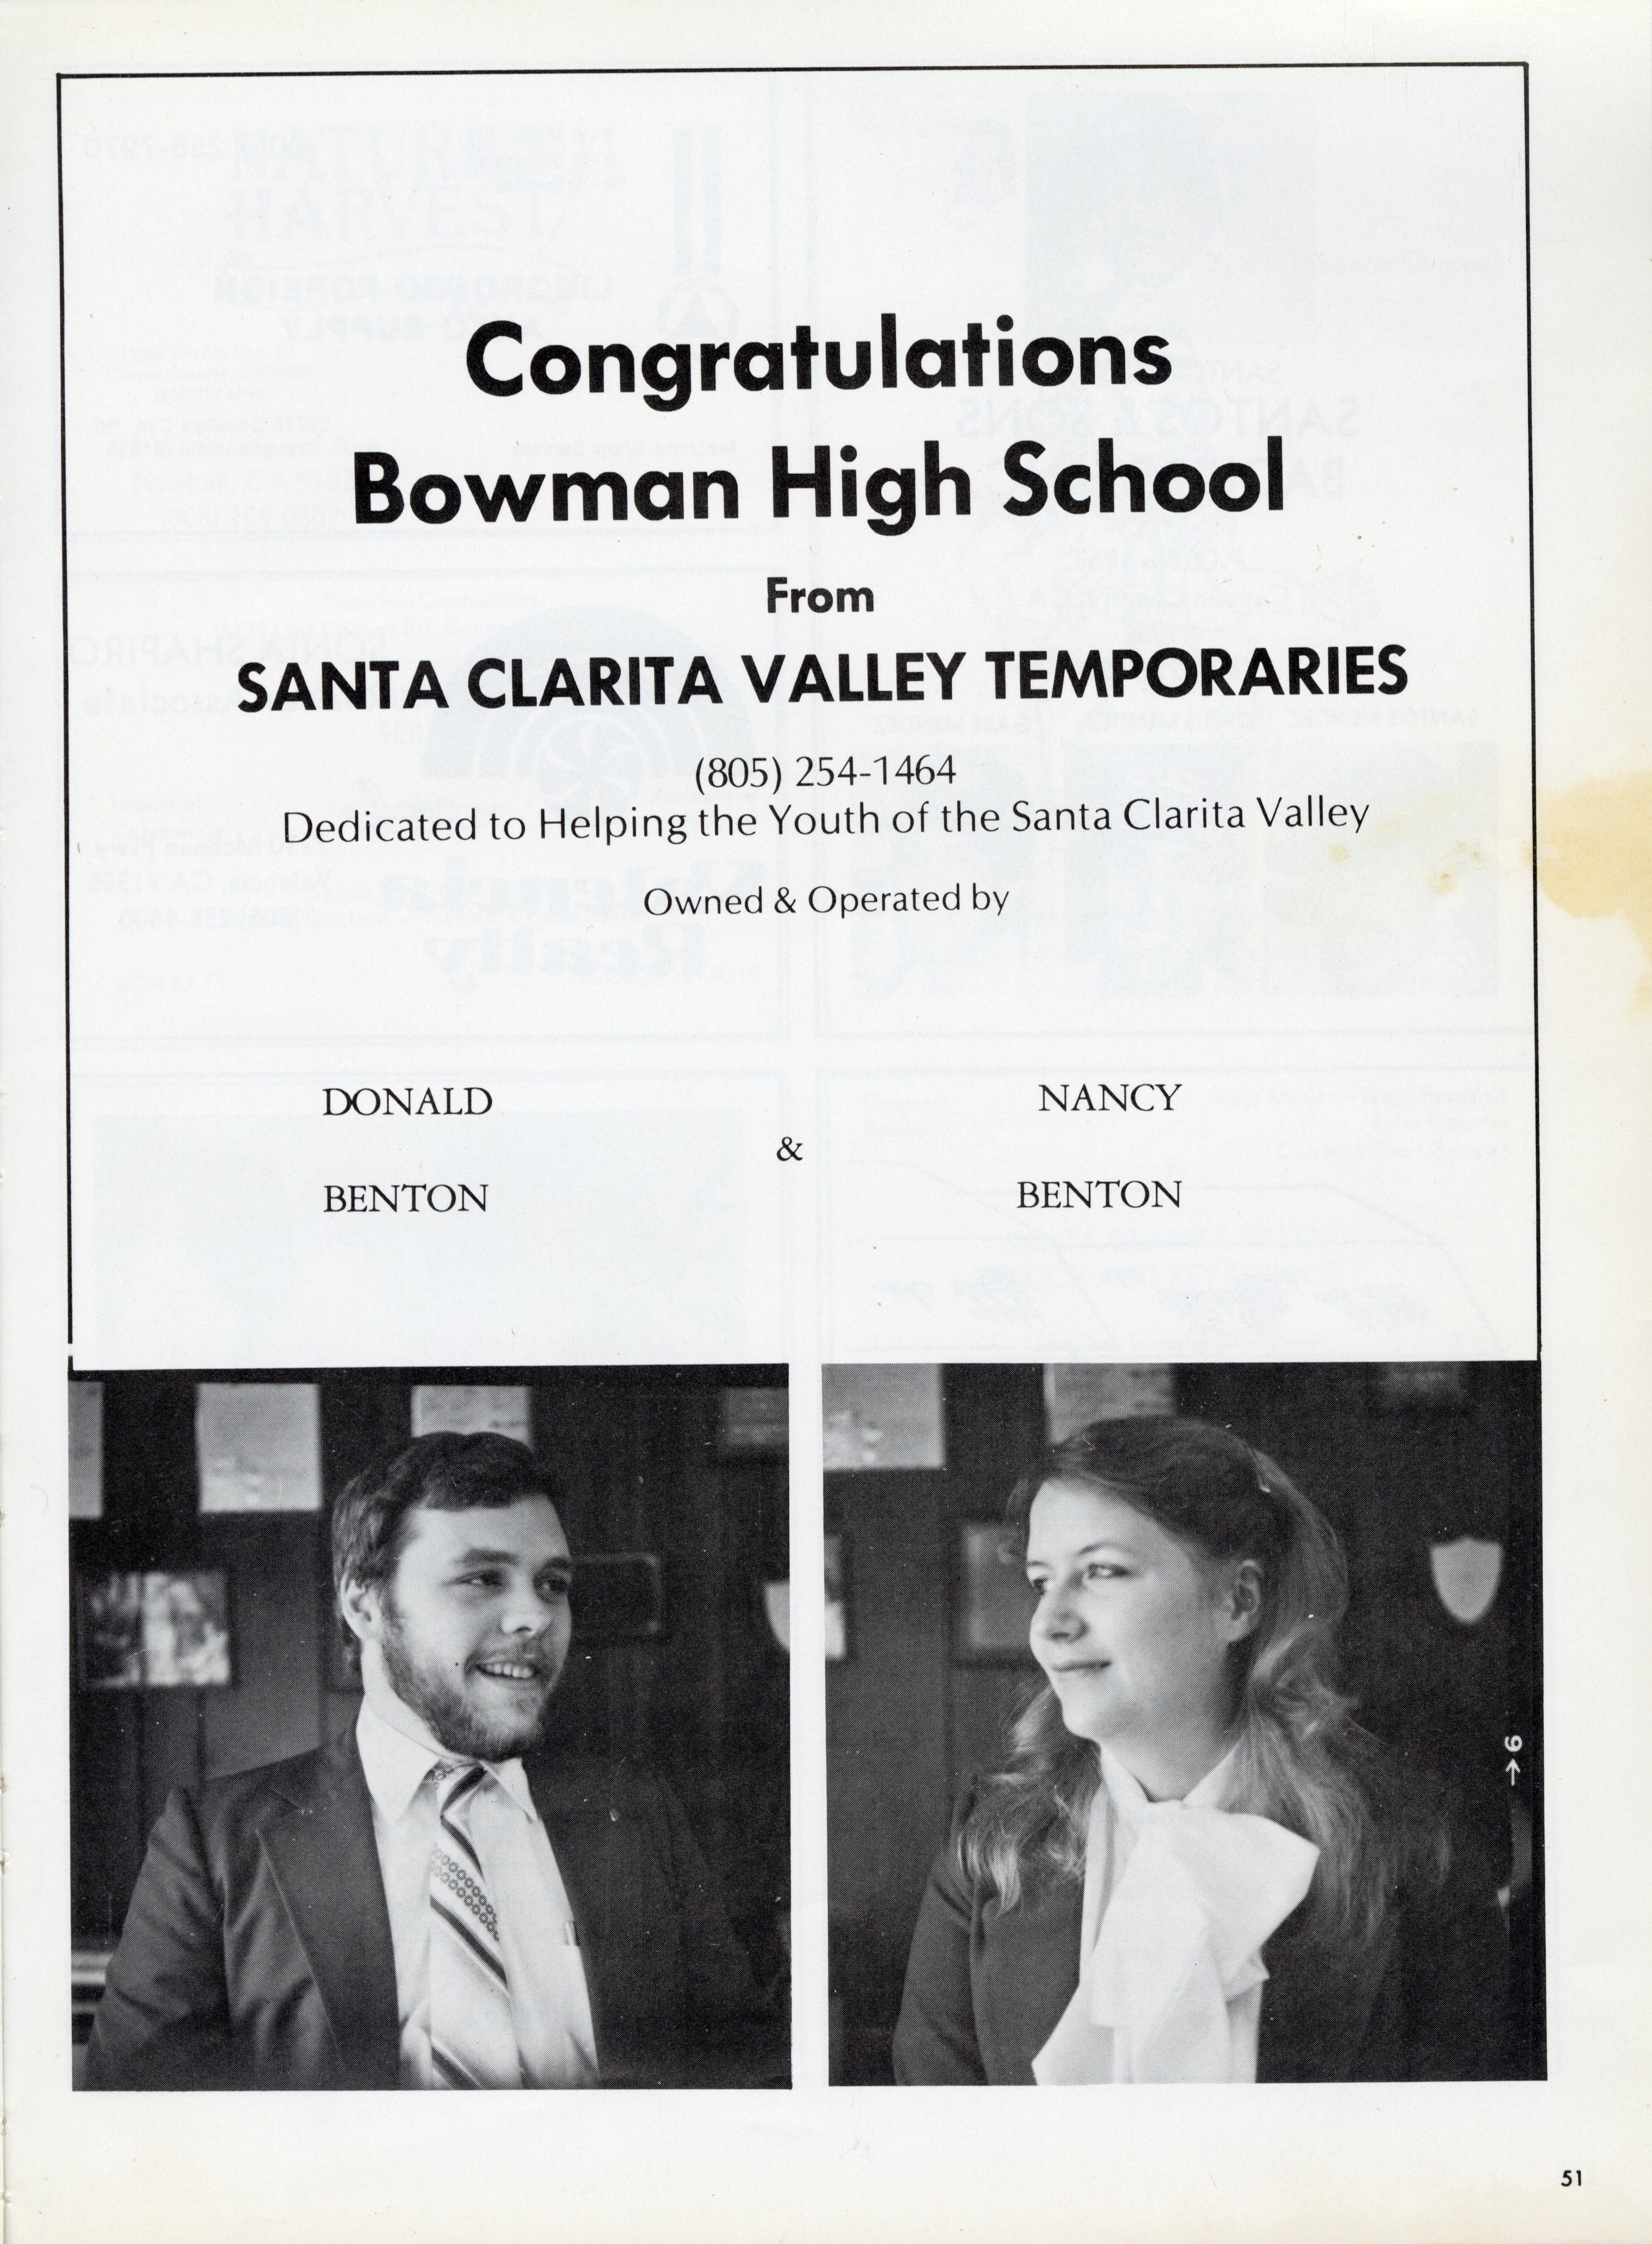 Congratulations
Bowman High School
From
SANTA CLARITA VALLEY TEMPORARIES
(805) 254-1464
Dedicated to Helping the Youth of the Santa Clarita Valley
Owned & Operated by
DONALD
BENTON
&
NANCY
BENTON
→6
51